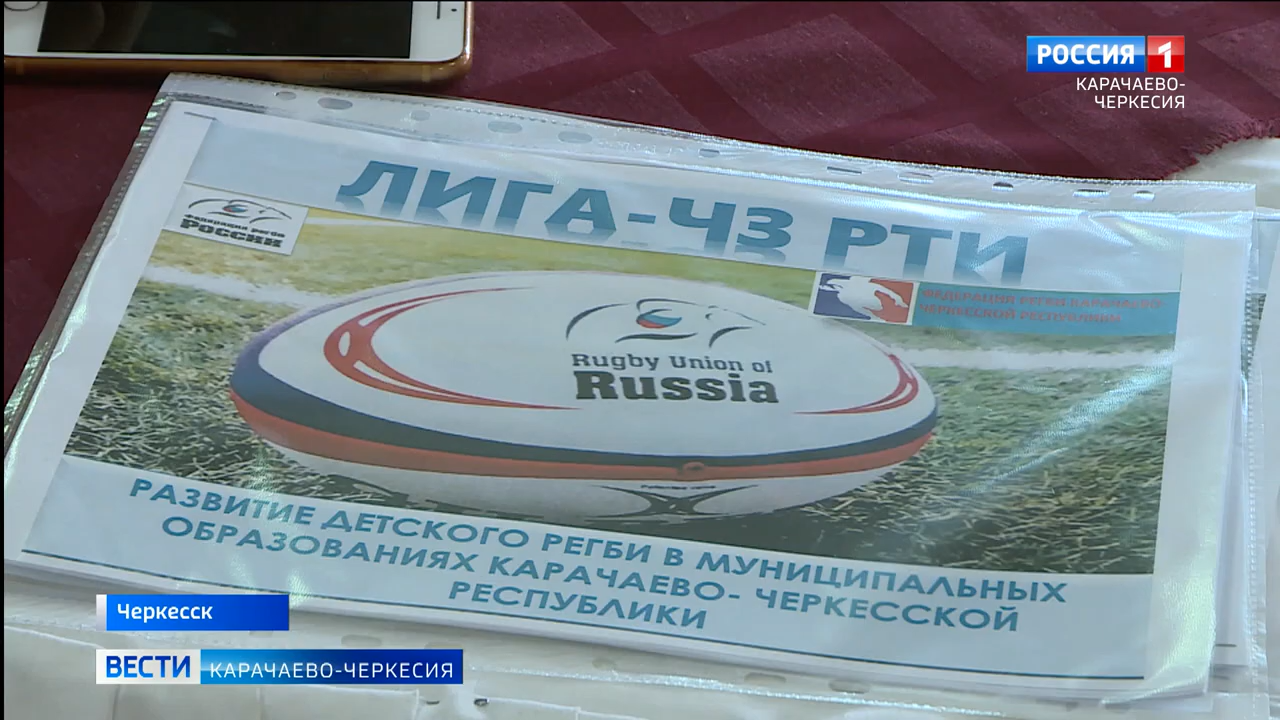 РОССИЯ 1
КАРАЧАЕВО-
ЧЕРКЕСИЯ
ЛИГА-ЧЗ РТИ
Федерация регби
РОССИИ
ФЕДЕРАЦИЯ РЕГБИ КАРАЧАЕВО-
ЧЕРКЕССКОЙ РЕСПУБЛИКИ
Rugby Union of
Russia
РАЗВИТИЕ ДЕТСКОГО РЕГБИ В МУНИЦИПАЛЬНЫХ
ОБРАЗОВАНИЯХ КАРАЧАЕВО- ЧЕРКЕССКОЙ
РЕСПУБЛИКИ
Черкесск
ВЕСТИ КАРАЧАЕВО-ЧЕРКЕСИЯ